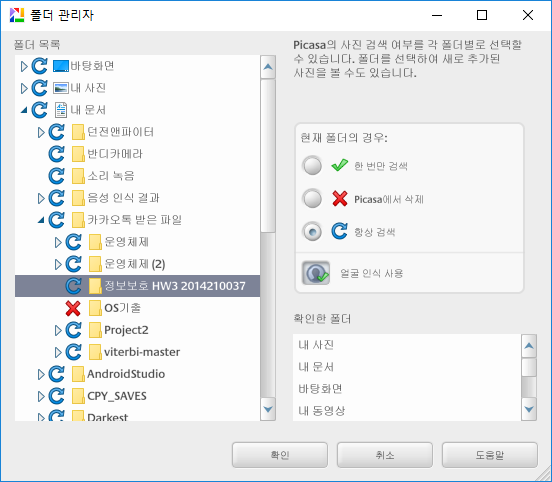 폴더 관리자
폴더 목록
바탕화면
내 사진
내 문서
던전앤파이터
반디카메라
소리 녹음
음성 인식 결과
카카오톡 받은 파일
운영체제
운영체제 (2)
정보보호 HW3 2014210037
OS기출
Project2
viterbi-master
AndroidStudio
CPY_SAVES
Darkest
Picasa의 사진 검색 여부를 각 폴더별로 선택할
수 있습니다. 폴더를 선택하여 새로 추가된
사진을 볼 수도 있습니다.
현재 폴더의 경우:
한 번만 검색
Picasa에서 삭제
항상 검색
얼굴 인식 사용
확인한 폴더
내 사진
내 문서
바탕화면
내 동영상
확인
취소
도움말